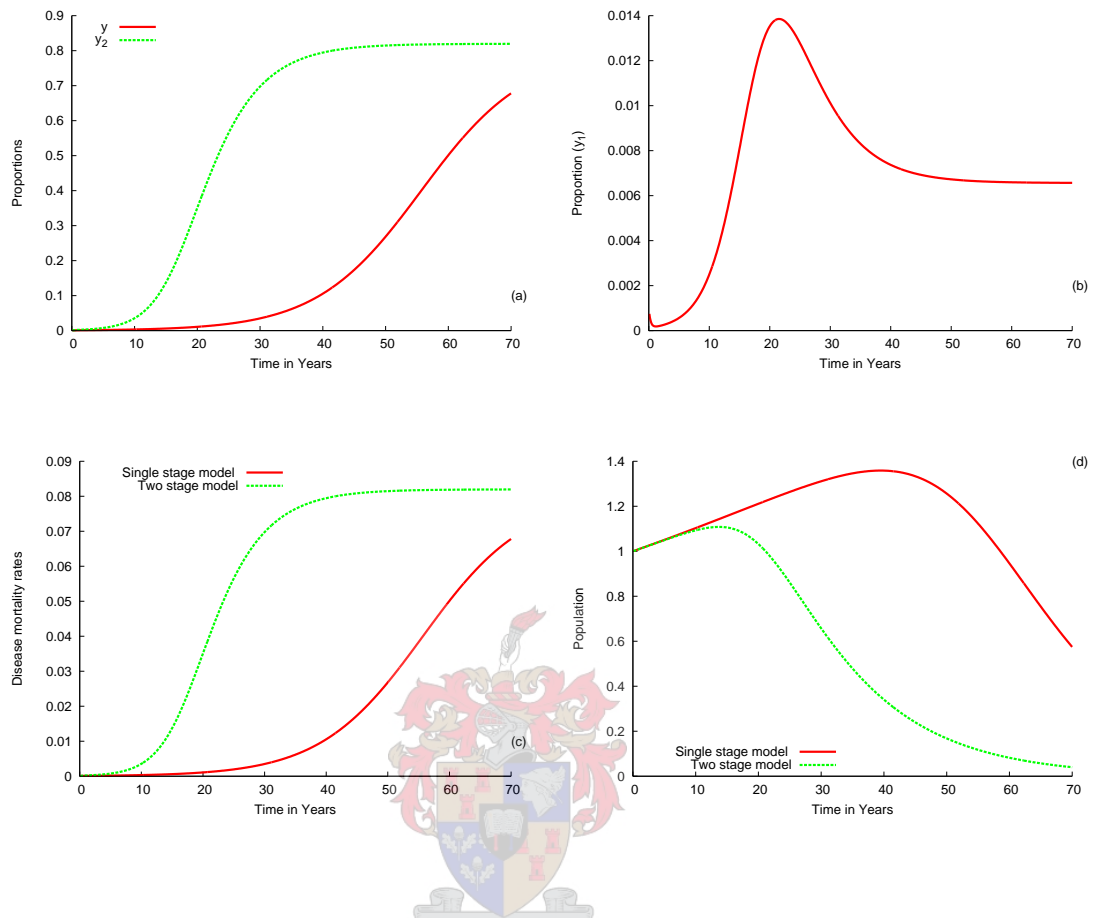 0.9
0.8
0.7
0.6
0.5
0.4
0.3
0.2
0.1
0
Proportions
y
y2
(a)
0 10 20 30 40 50 60 70
Time in Years
0.014
0.012
0.01
0.008
0.006
0.004
0.002
0
Proportion (y1)
(b)
0 10 20 30 40 50 60 70
Time in Years
0.09
0.08
0.07
0.06
0.05
0.04
0.03
0.02
0.01
0
Disease mortality rates
Single stage model
Two stage model
(c)
0 10 20 30 40 50 60 70
Time in Years
1.4
1.2
1
0.8
0.6
0.4
0.2
0
Population
(d)
Single stage model
Two stage model
0 10 20 30 40 50 60 70
Time in Years